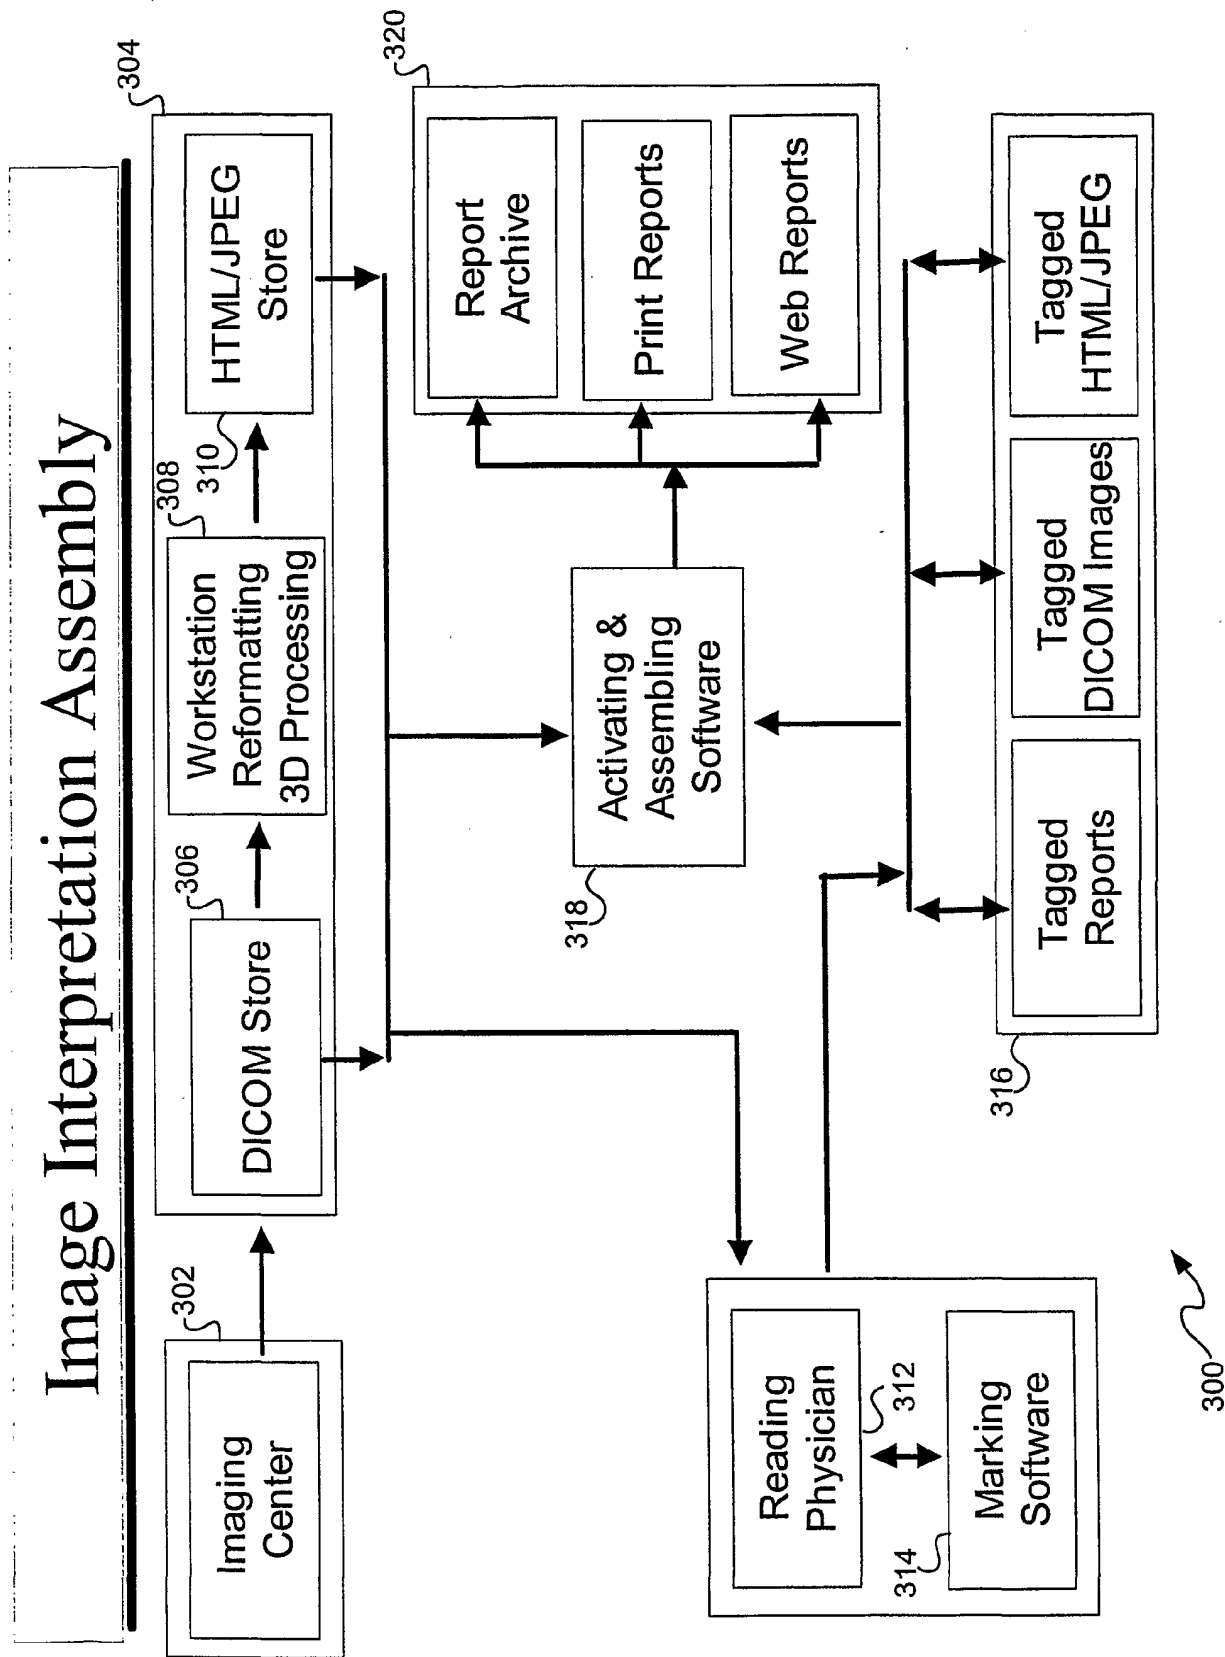 Image Interpretation Assembly
302
Imaging
Center
304
306
DICOM Store
308
Workstation
Reformatting
3D Processing
310
HTML/JPEG
Store
320
Report
Archive
Print Reports
Web Reports
318
Activating &
Assembling
Software
Reading
Physician
312
314
Marking
Software
316
Tagged
Reports
Tagged
DICOM Images
Tagged
HTML/JPEG
300